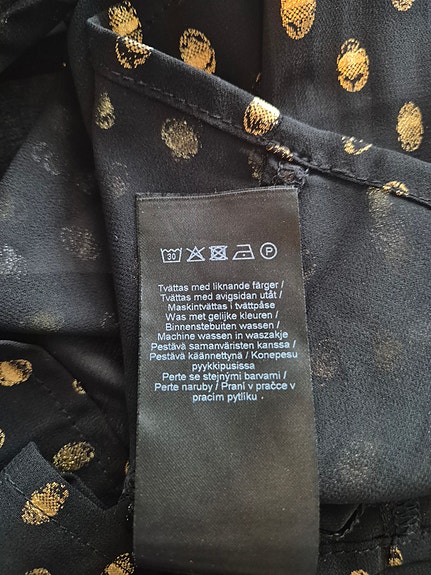 30 P
Tvättas med liknande färger /
Tvättas med avigsidan utåt /
Maskintvättas i tvättpåse
Was met gelijke kleuren /
Binnenstebuiten wassen /
Machine wassen in waszakje
Pestävä samanväristen kanssa /
Pestävä käännettynä / Konepesu
pyykkipusissa
Perte se stejnými barvami /
Perte naruby / Praní v pračce v
pracím pytlíku .